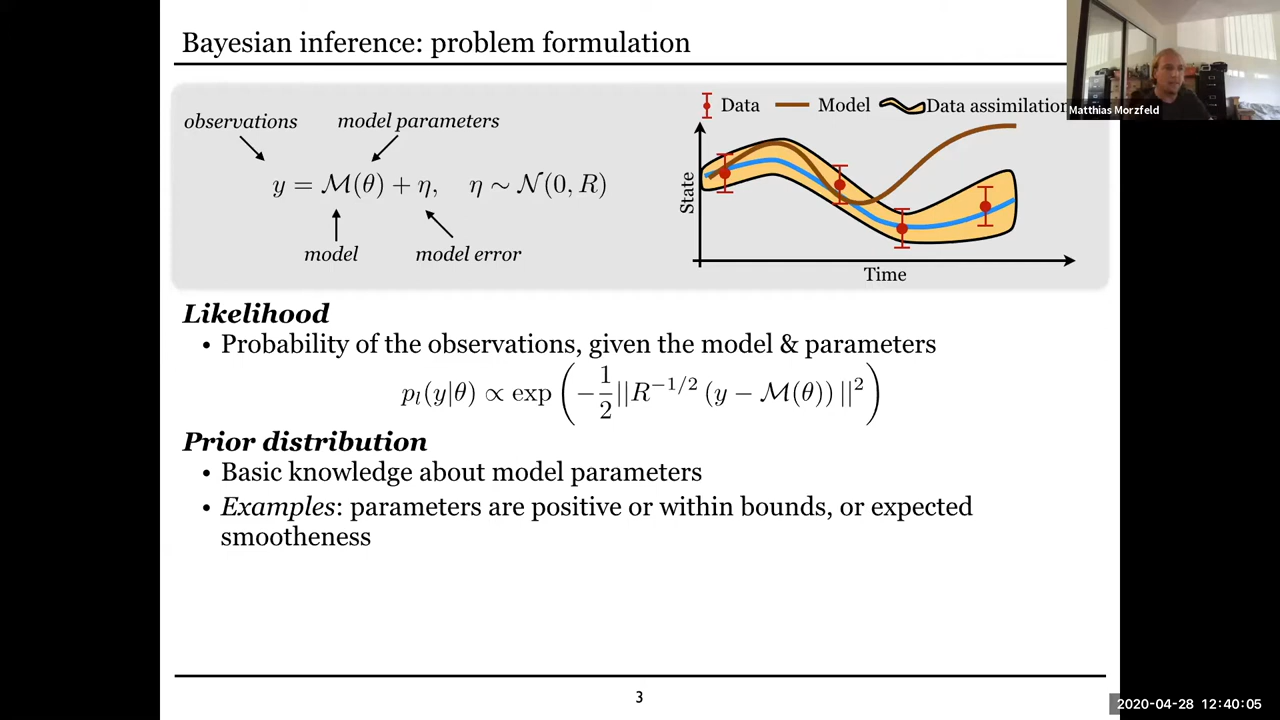 Bayesian inference: problem formulation
observations
model parameters
y = ℳ(θ) + η, η ∼ 𝒩(0, R)
model
model error
Data
Model
Data assimilation
Matthias Morzfeld
State
Time
Likelihood
• Probability of the observations, given the model & parameters
p_l(y|θ) ∝ exp(−1/2||R^{−1/2} (y − ℳ(θ)) ||^2)
Prior distribution
• Basic knowledge about model parameters
• Examples: parameters are positive or within bounds, or expected
smootheness
3
2020-04-28 12:40:05